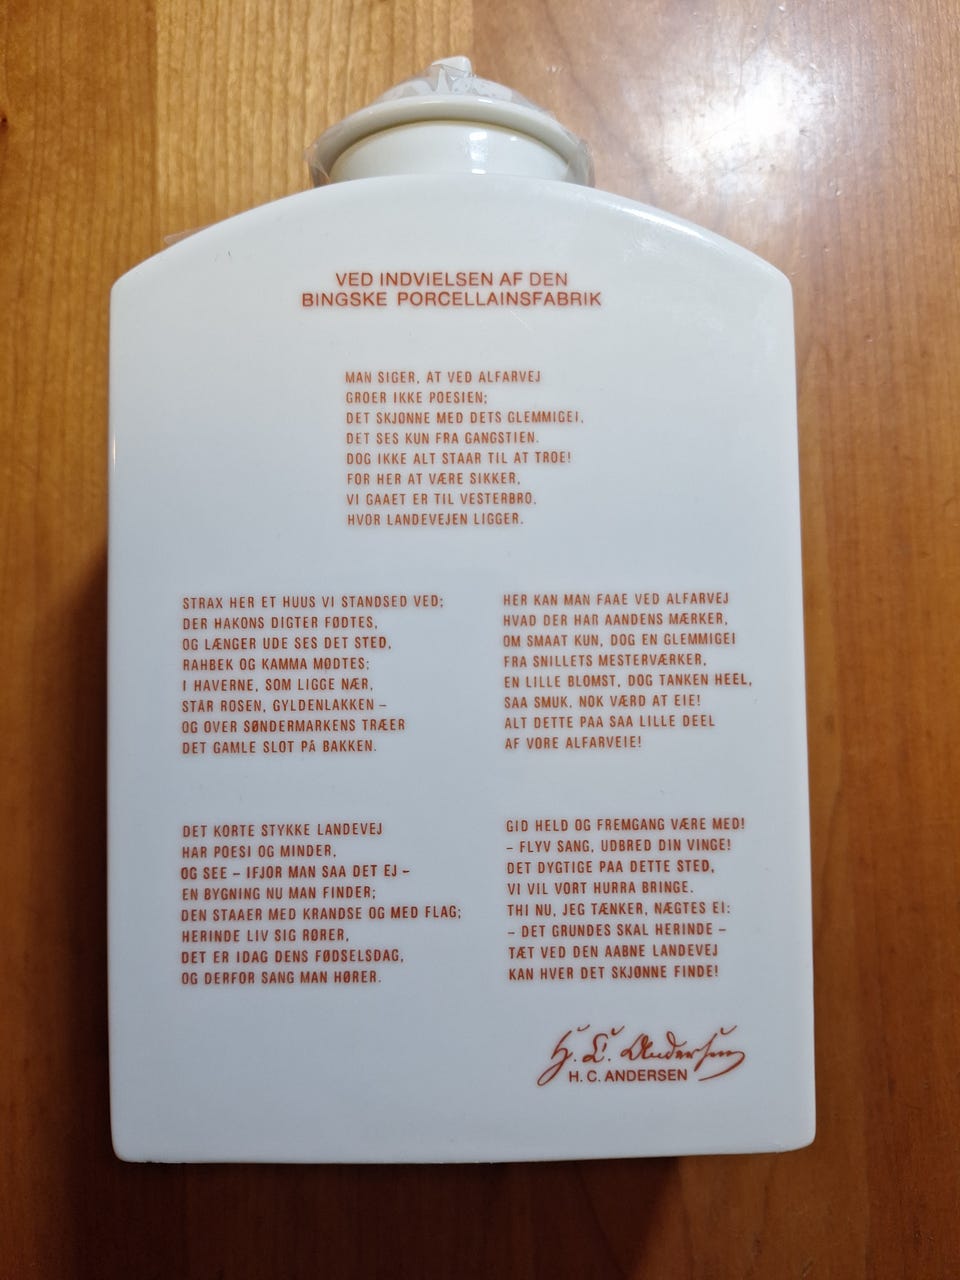 VED INDVIELSEN AF DEN
BINGSKE PORCELLAINSFABRIK
MAN SIGER, AT VED ALFARVEJ
GROER IKKE POESIEN;
DET SKJØNNE MED DETS GLEMMIGEI,
DET SES KUN FRA GANGSTIEN.
DOG IKKE ALT STAAR TIL AT TROE!
FOR HER AT VÆRE SIKKER,
VI GAAET ER TIL VESTERBRO,
HVOR LANDEVEJEN LIGGER.
STRAX HER ET HUUS VI STANDSED VED;
DER HAKONS DIGTER FØDTES,
OG LÆNGER UDE SES DET STED,
RAHBEK OG KAMMA MØDTES;
I HAVERNE, SOM LIGGE NÆR,
STÅR ROSEN, GYLDENLAKKEN –
OG OVER SØNDERMARKENS TRÆER
DET GAMLE SLOT PÅ BAKKEN.
DET KORTE STYKKE LANDEVEJ
HAR POESI OG MINDER,
OG SEE – IFJOR MAN SAA DET EJ –
EN BYGNING NU MAN FINDER;
DEN STAAER MED KRANDSE OG MED FLAG;
HERINDE LIV SIG RØRER,
DET ER IDAG DENS FØDSELSDAG,
OG DERFOR SANG MAN HØRER.
HER KAN MAN FAAE VED ALFARVEJ
HVAD DER HAR AANDENS MÆRKER,
OM SMAAT KUN, DOG EN GLEMMIGEI
FRA SNILLETS MESTERVÆRKER,
EN LILLE BLOMST, DOG TANKEN HEEL,
SAA SMUK, NOK VÆRD AT EIE!
ALT DETTE PAA SAA LILLE DEEL
AF VORE ALFARVEIE!
GID HELD OG FREMGANG VÆRE MED!
– FLYV SANG, UDBRED DIN VINGE!
DET DYGTIGE PAA DETTE STED,
VI VIL VORT HURRA BRINGE.
THI NU, JEG TÆNKER, NÆGTES EI:
– DET GRUNDES SKAL HERINDE –
TÆT VED DEN AABNE LANDEVEJ
KAN HVER DET SKJØNNE FINDE!
H. C. Andersen
H. C. ANDERSEN